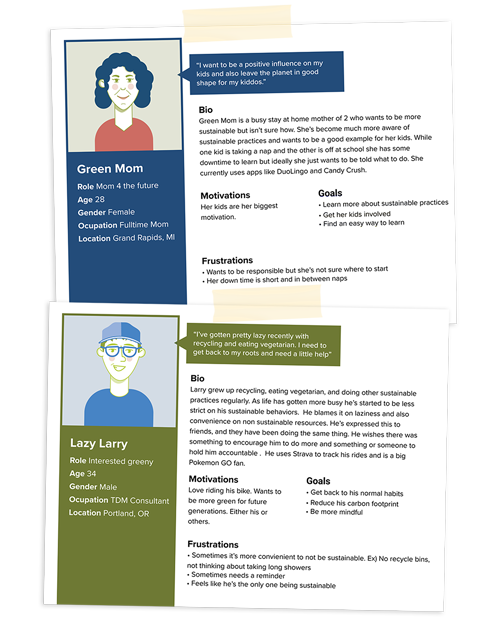 "I want to be a positive influence on my
kids and also leave the planet in good
shape for my kiddos."
Green Mom
Role Mom 4 the future
Age 28
Gender Female
Ocupation Fulltime Mom
Location Grand Rapids, MI
Bio
Green Mom is a busy stay at home mother of 2 who wants to be more
sustainable but isn't sure how. She's become much more aware of
sustainable practices and wants to be a good example for her kids. While
one kid is taking a nap and the other is off at school she has some
downtime to learn but ideally she just wants to be told what to do. She
currently uses apps like DuoLingo and Candy Crush.
Motivations
Her kids are her biggest
motivation.
Goals
• Learn more about sustainable practices
• Get her kids involved
• Find an easy way to learn
Frustrations
• Wants to be responsible but she's not sure where to start
• Her down time is short and in between naps
"I've gotten pretty lazy recently with
recycling and eating vegetarian. I need to
get back to my roots and need a little help"
Lazy Larry
Role Interested greeny
Age 34
Gender Male
Ocupation TDM Consultant
Location Portland, OR
Bio
Larry grew up recycling, eating vegetarian, and doing other sustainable
practices regularly. As life has gotten more busy he's started to be less
strict on his sustainable behaviors. He blames it on laziness and also
convenience on non sustainable resources. He's expressed this to
friends, and they have been doing the same thing. He wishes there was
something to encourage him to do more and something or someone to
hold him accountable . He uses Strava to track his rides and is a big
Pokemon GO fan.
Motivations
Love riding his bike. Wants to
be more green for future
generations. Either his or
others.
Goals
• Get back to his normal habits
• Reduce his carbon footprint
• Be more mindful
Frustrations
• Sometimes it's more convienient to not be sustainable. Ex) No recycle bins,
not thinking about taking long showers
• Sometimes needs a reminder
• Feels like he's the only one being sustainable